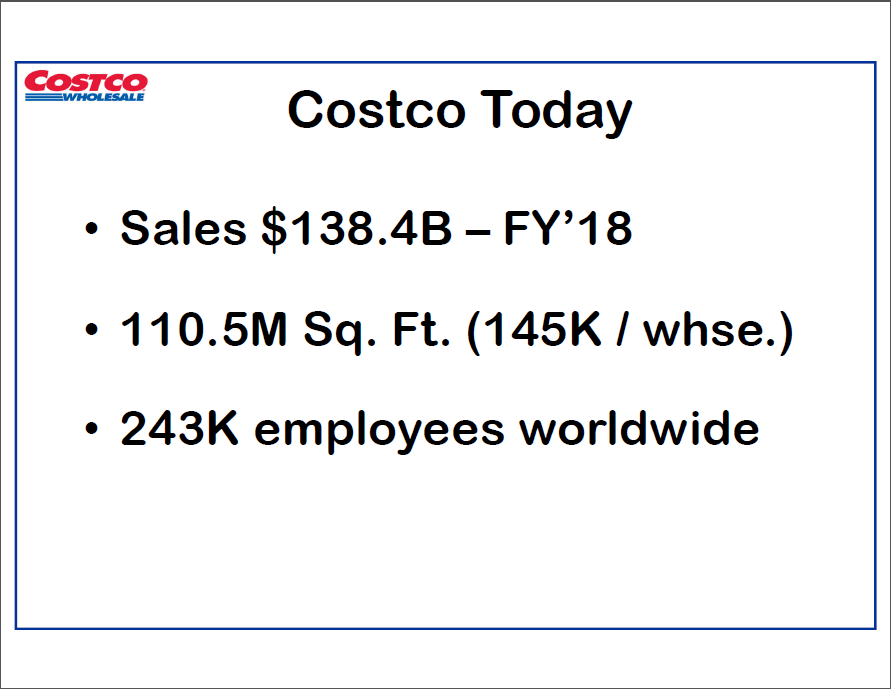 COSTCO
WHOLESALE
Costco Today
• Sales $138.4B – FY’18
• 110.5M Sq. Ft. (145K / whse.)
• 243K employees worldwide